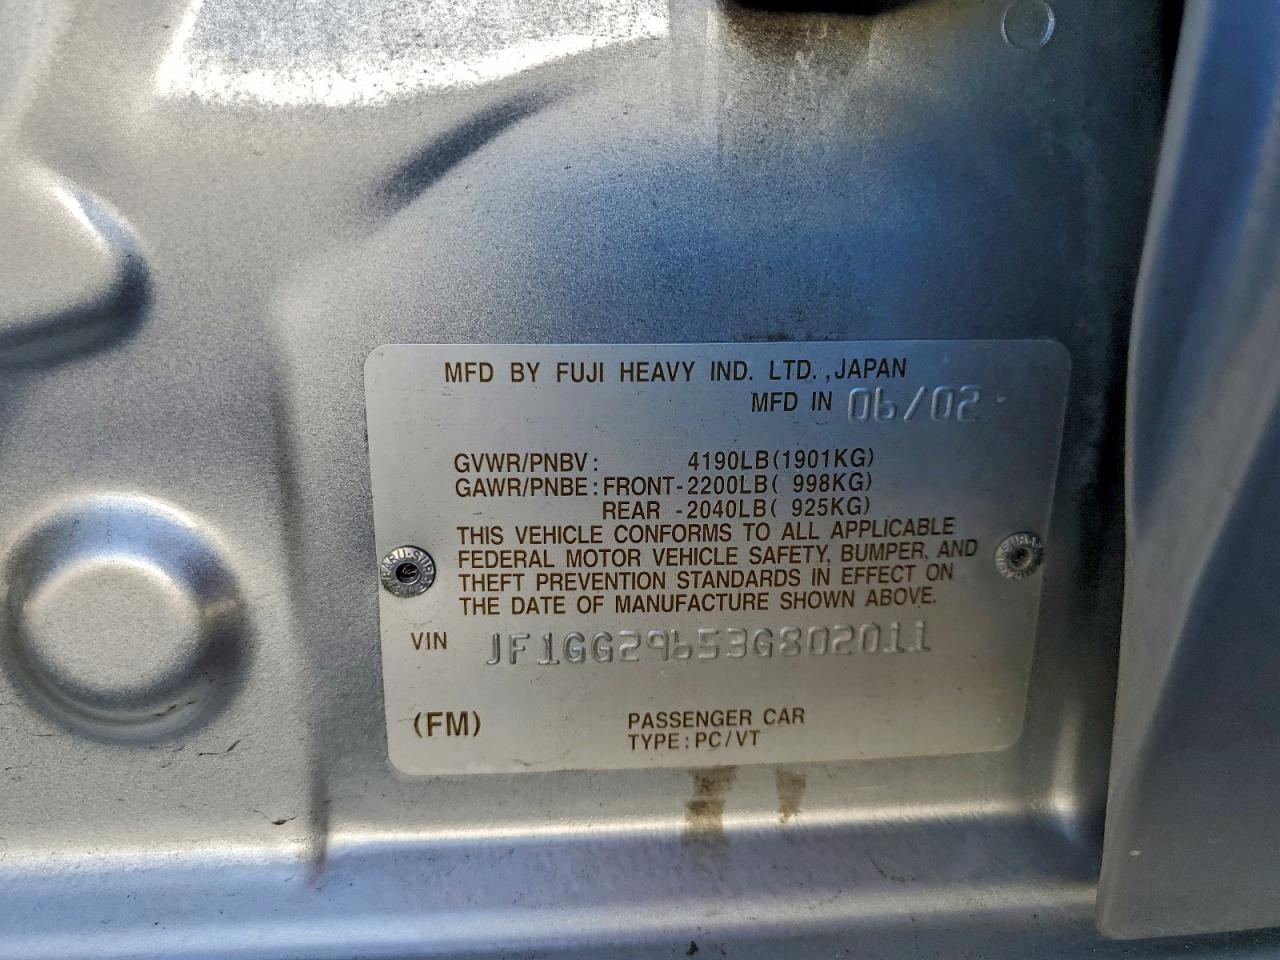 MFD BY FUJI HEAVY IND. LTD.,JAPAN
MFD IN 06/02
GVWR/PNBV: 4190LB(1901KG)
GAWR/PNBE:FRONT-2200LB( 998KG)
REAR -2040LB( 925KG)
THIS VEHICLE CONFORMS TO ALL APPLICABLE
FEDERAL MOTOR VEHICLE SAFETY, BUMPER, AND
THEFT PREVENTION STANDARDS IN EFFECT ON
THE DATE OF MANUFACTURE SHOWN ABOVE.
VIN JF1GG29653G802011
(FM) PASSENGER CAR
TYPE:PC/VT